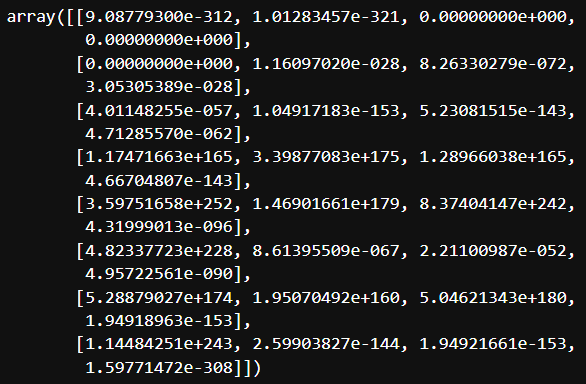 array([[9.08779300e-312, 1.01283457e-321, 0.00000000e+000,
0.00000000e+000],
[0.00000000e+000, 1.16097020e-028, 8.26330279e-072,
3.05305389e-028],
[4.01148255e-057, 1.04917183e-153, 5.23081515e-143,
4.71285570e-062],
[1.17471663e+165, 3.39877083e+175, 1.28966038e+165,
4.66704807e-143],
[3.59751658e+252, 1.46901661e+179, 8.37404147e+242,
4.31999013e-096],
[4.82337723e+228, 8.61395509e-067, 2.21100987e-052,
4.95722561e-090],
[5.28879027e+174, 1.95070492e+160, 5.04621343e+180,
1.94918963e-153],
[1.14484251e+243, 2.59903827e-144, 1.94921661e-153,
1.59771472e-308]])